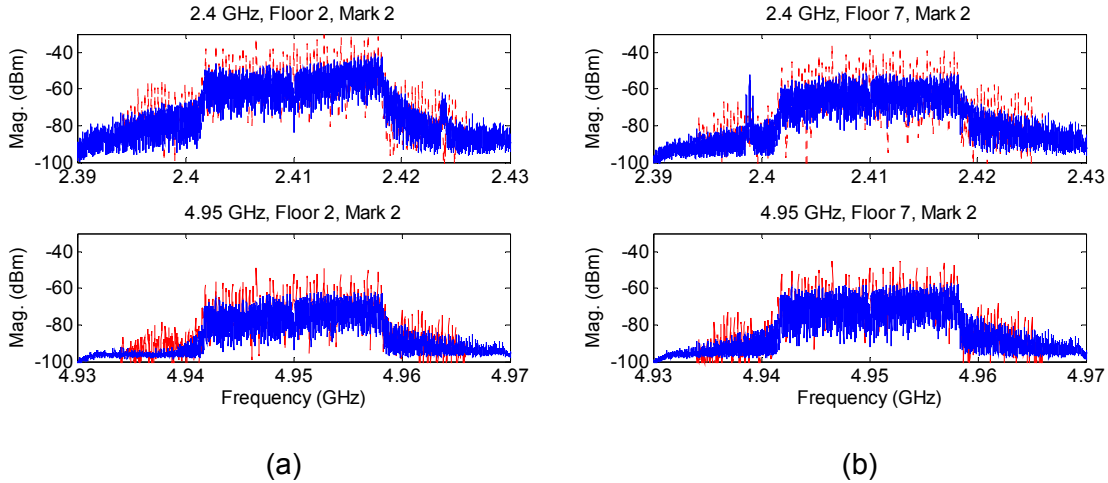 2.4 GHz, Floor 2, Mark 2
Mag. (dBm)
-40
-60
-80
-100
2.39 2.4 2.41 2.42 2.43
4.95 GHz, Floor 2, Mark 2
Mag. (dBm)
-40
-60
-80
-100
4.93 4.94 4.95 4.96 4.97
Frequency (GHz)
(a)
2.4 GHz, Floor 7, Mark 2
Mag. (dBm)
-40
-60
-80
-100
2.39 2.4 2.41 2.42 2.43
4.95 GHz, Floor 7, Mark 2
Mag. (dBm)
-40
-60
-80
-100
4.93 4.94 4.95 4.96 4.97
Frequency (GHz)
(b)